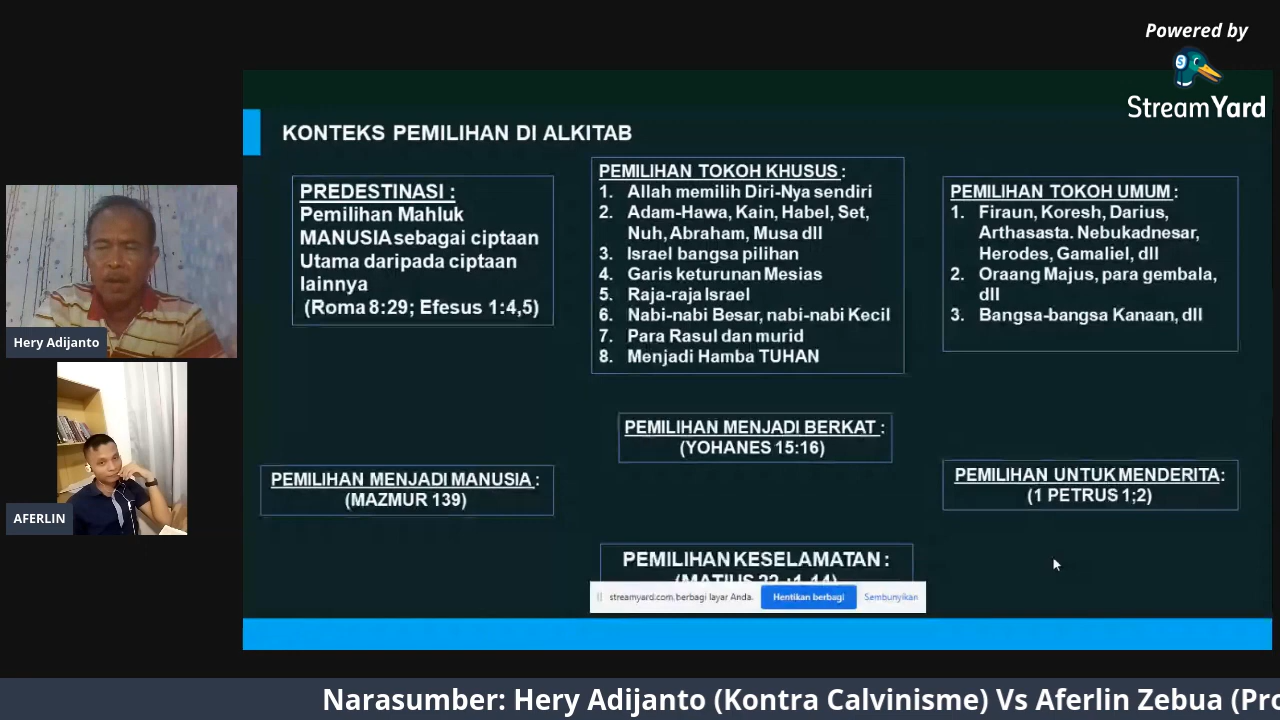 Powered by
StreamYard
KONTEKS PEMILIHAN DI ALKITAB
PREDESTINASI :
Pemilihan Mahluk
MANUSIA sebagai ciptaan
Utama daripada ciptaan
lainnya
(Roma 8:29; Efesus 1:4,5)
PEMILIHAN TOKOH KHUSUS :
1. Allah memilih Diri-Nya sendiri
2. Adam-Hawa, Kain, Habel, Set,
Nuh, Abraham, Musa dll
3. Israel bangsa pilihan
4. Garis keturunan Mesias
5. Raja-raja Israel
6. Nabi-nabi Besar, nabi-nabi Kecil
7. Para Rasul dan murid
8. Menjadi Hamba TUHAN
PEMILIHAN TOKOH UMUM :
1. Firaun, Koresh, Darius,
Arthasasta. Nebukadnesar,
Herodes, Gamaliel, dll
2. Oraang Majus, para gembala,
dll
3. Bangsa-bangsa Kanaan, dll
PEMILIHAN MENJADI BERKAT :
(YOHANES 15:16)
PEMILIHAN MENJADI MANUSIA :
(MAZMUR 139)
PEMILIHAN UNTUK MENDERITA:
(1 PETRUS 1;2)
PEMILIHAN KESELAMATAN :
(MATIUS 22 :1-14)
streamyard.com berbagi layar Anda.
Hentikan berbagi
Sembunyikan
Hery Adijanto
AFERLIN
Narasumber: Hery Adijanto (Kontra Calvinisme) Vs Aferlin Zebua (Pro